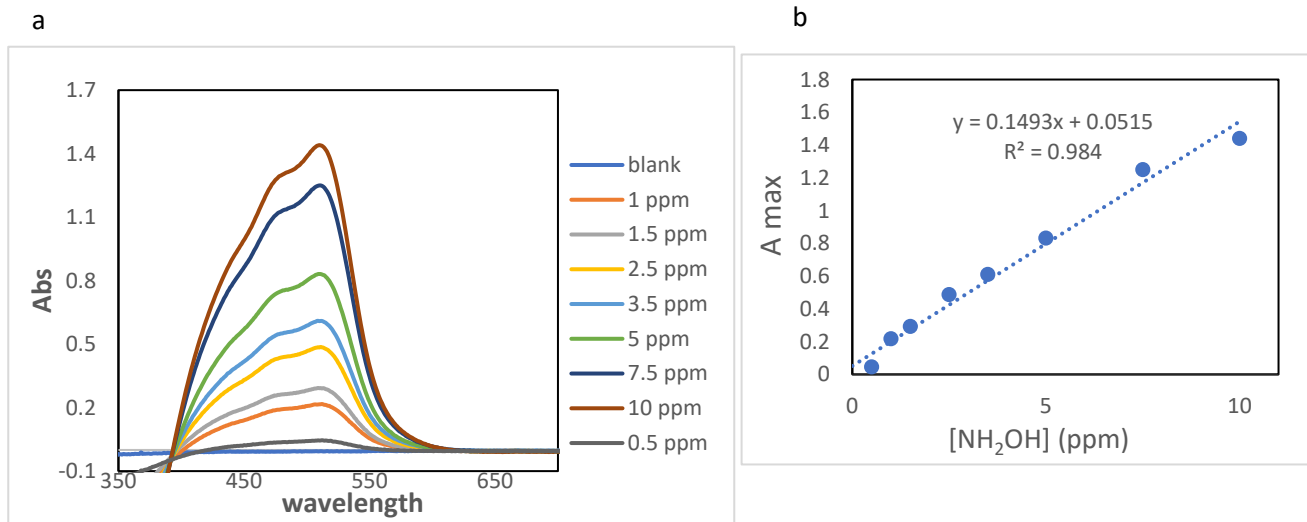 a
1.7
1.4
1.1
0.8
0.5
0.2
-0.1
350
450
550
650
Abs
wavelength
blank
1 ppm
1.5 ppm
2.5 ppm
3.5 ppm
5 ppm
7.5 ppm
10 ppm
0.5 ppm
b
1.8
1.6
1.4
1.2
1
0.8
0.6
0.4
0.2
0
0
5
10
A max
[NH₂OH] (ppm)
y = 0.1493x + 0.0515
R² = 0.984